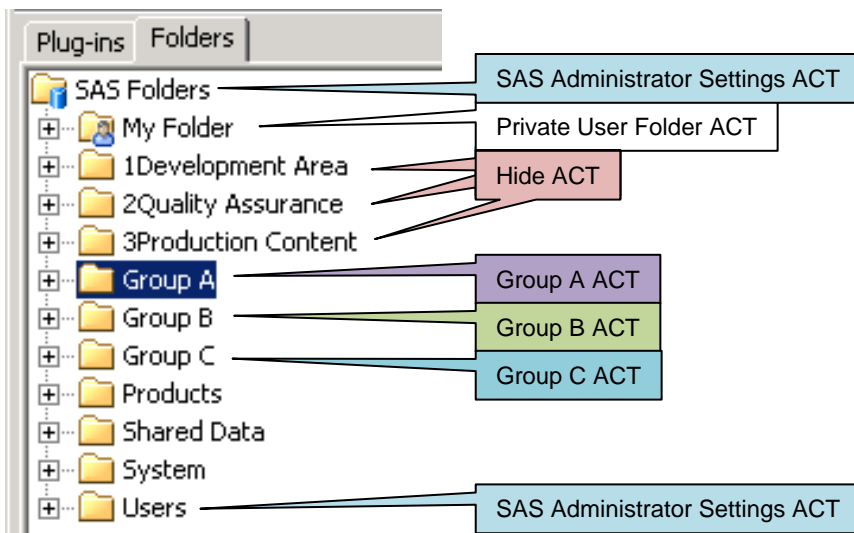 Plug-ins Folders
SAS Folders SAS Administrator Settings ACT
My Folder Private User Folder ACT
1Development Area Hide ACT
2Quality Assurance
3Production Content
Group A Group A ACT
Group B Group B ACT
Group C Group C ACT
Products
Shared Data
System
Users SAS Administrator Settings ACT